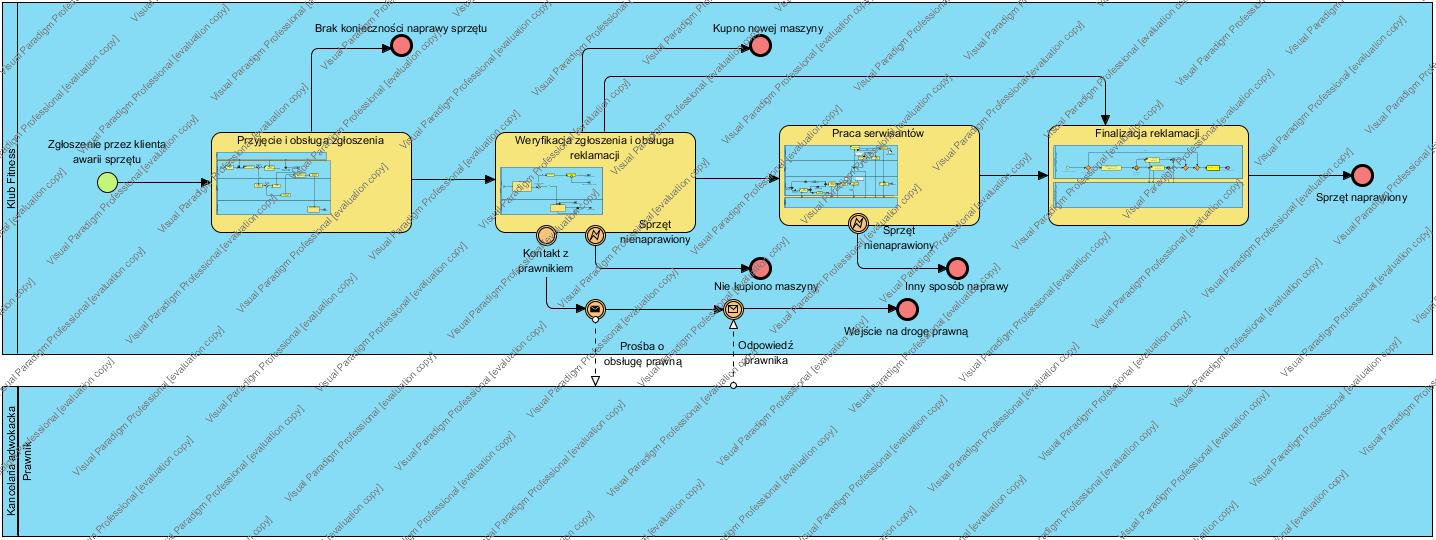 Klub Fitness
Brak konieczności naprawy sprzętu
Kupno nowej maszyny
Zgłoszenie przez klienta
awarii sprzętu
Przyjęcie i obsługa zgłoszenia
Weryfikacja zgłoszenia i obsługa
reklamacji
Praca serwisantów
Finalizacja reklamacji
Sprzęt naprawiony
Sprzęt
nienaprawiony
Sprzęt
nienaprawiony
Kontakt z
prawnikiem
Nie kupiono maszyny
Inny sposób naprawy
Wejście na drogę prawną
Prośba o
obsługę prawną
Odpowiedź
prawnika
Kancelaria adwokacka
Prawnik
Visual Paradigm Professional [evaluation copy]